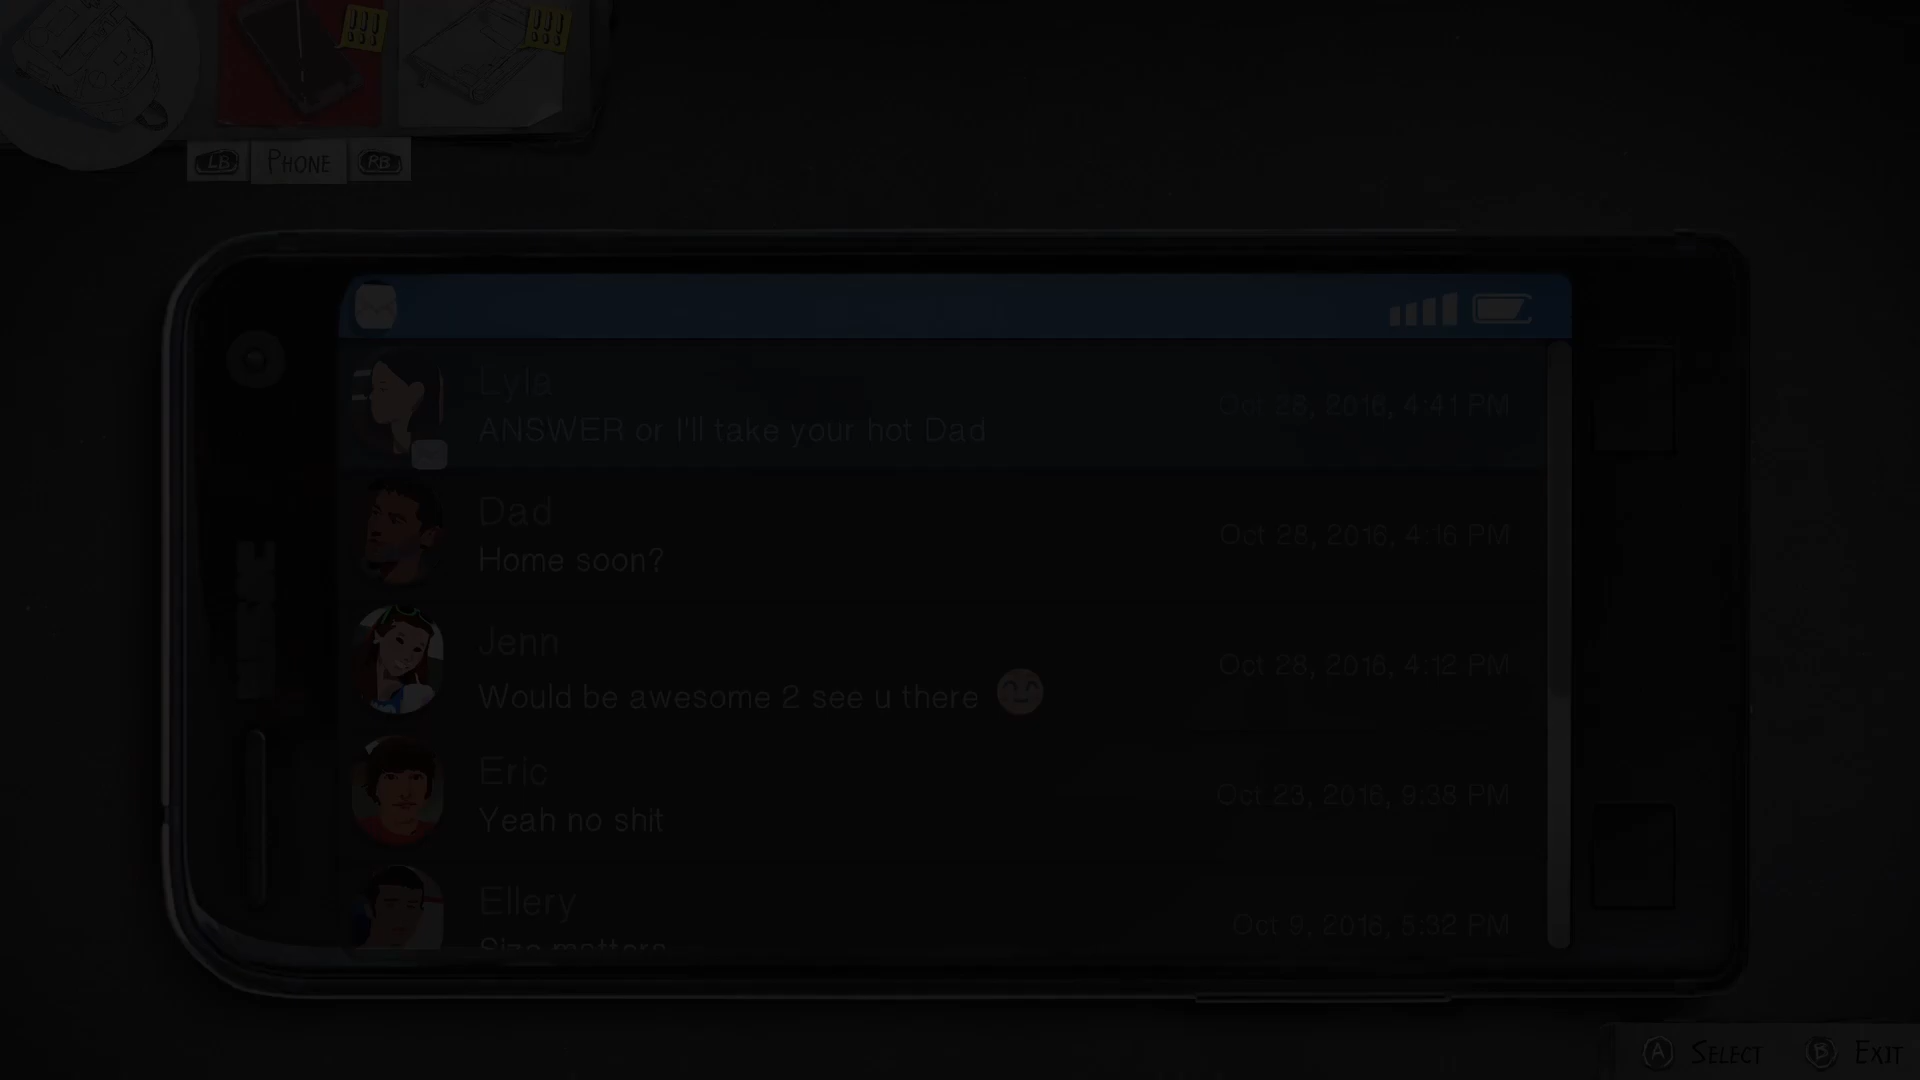 !!! !!!
LB PHONE RB
Lyla
ANSWER or I'll take your hot Dad
Oct 28, 2016, 4:41 PM
Dad
Home soon?
Oct 28, 2016, 4:16 PM
Jenn
Would be awesome 2 see u there
Oct 28, 2016, 4:12 PM
Eric
Yeah no shit
Oct 23, 2016, 9:38 PM
Ellery
Size matters
Oct 9, 2016, 5:32 PM
A SELECT B EXIT